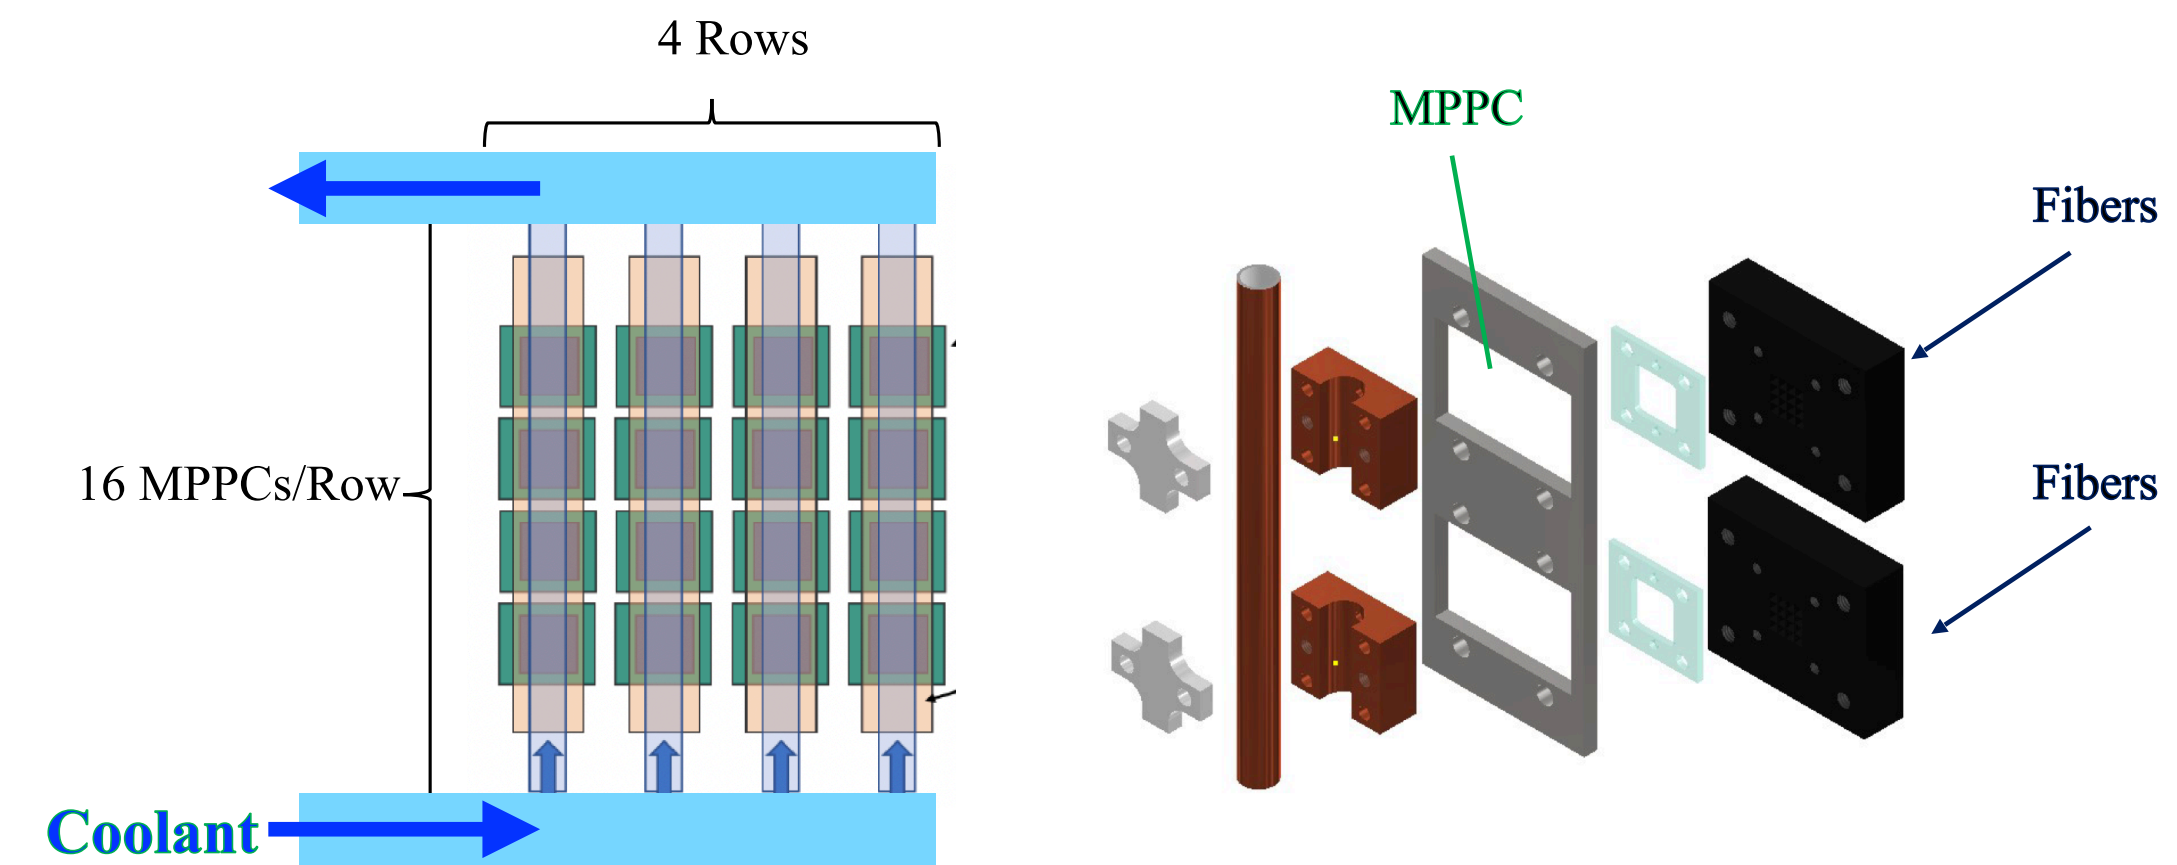 4 Rows
MPPC
Fibers
16 MPPCs/Row
Fibers
Coolant